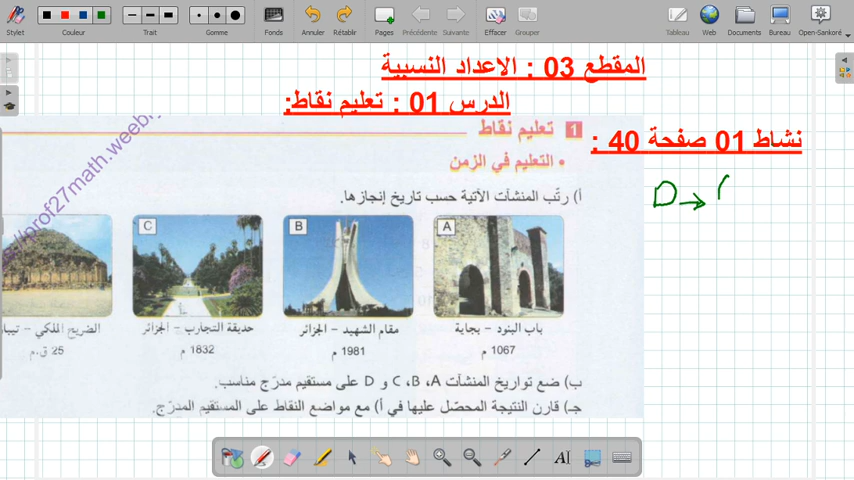 Stylet Couleur Trait Gomme Fonds Annuler Rétablir Pages Précédente Suivante Effacer Grouper Tableau Web Documents Bureau Open-Sankoré
المقطع 03 : الاعداد النسبية
الدرس 01 : تعليم نقاط:
نشاط 01 صفحة 40 :
1 تعليم نقاط
• التعليم في الزمن
أ) رتّب المنشآت الآتية حسب تاريخ إنجازها.
D →
A
باب البنود - بجاية
1067 م
B
مقام الشهيد - الجزائر
1981 م
C
حديقة التجارب - الجزائر
1832 م
الضريح الملكي -
25 ق.م
ب) ضع تواريخ المنشآت A، B، C و D على مستقيم مدرّج مناسب.
جـ) قارن النتيجة المحصّل عليها في أ) مع مواضع النقاط على المستقيم المدرّج.
//prof27math.weeb
AI